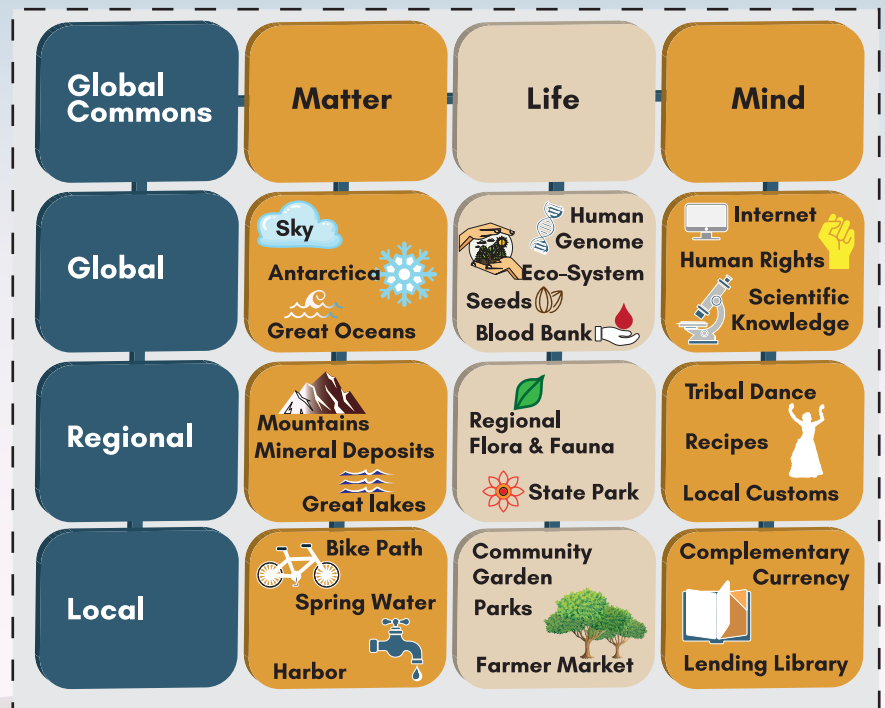 Global
Commons
Matter
Life
Mind
Global
Sky
Antarctica
Great Oceans
Human
Genome
Eco-System
Seeds
Blood Bank
Internet
Human Rights
Scientific
Knowledge
Regional
Mountains
Mineral Deposits
Great lakes
Regional
Flora & Fauna
State Park
Tribal Dance
Recipes
Local Customs
Local
Bike Path
Spring Water
Harbor
Community
Garden
Parks
Farmer Market
Complementary
Currency
Lending Library